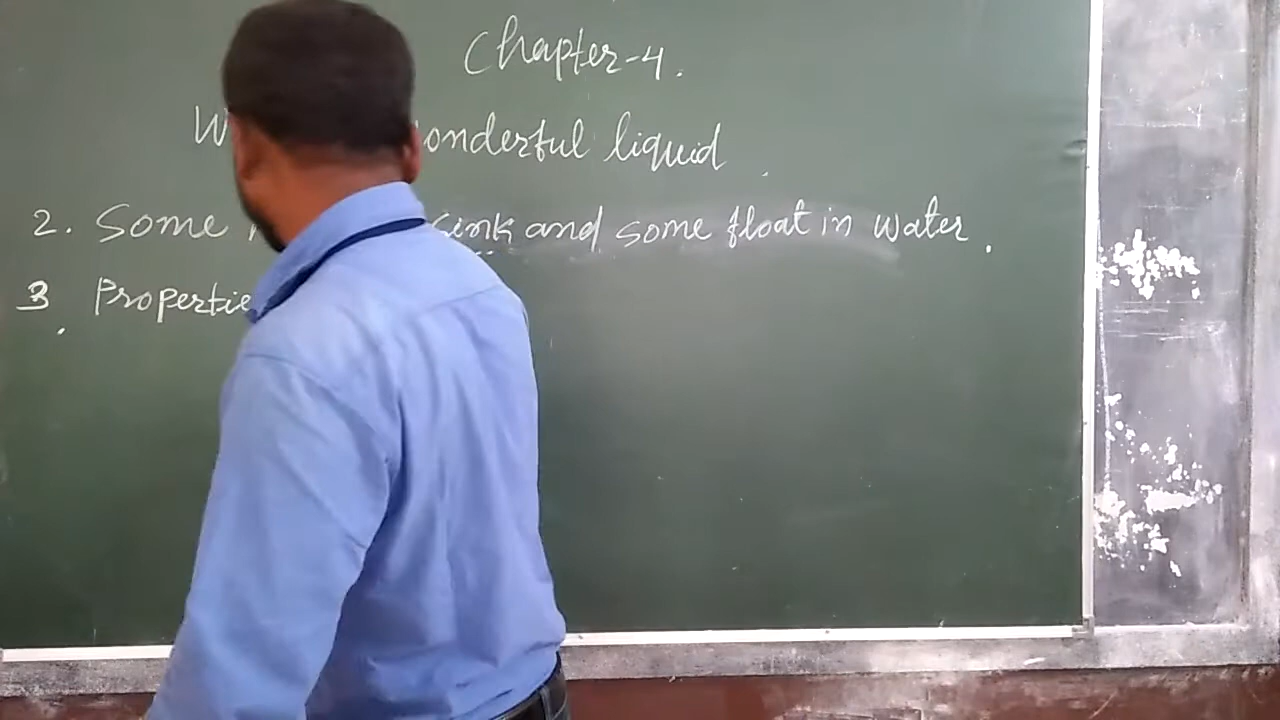 Chapter-4.
onderful liquid.
2. Some sink and some float in water.
3. Propertie